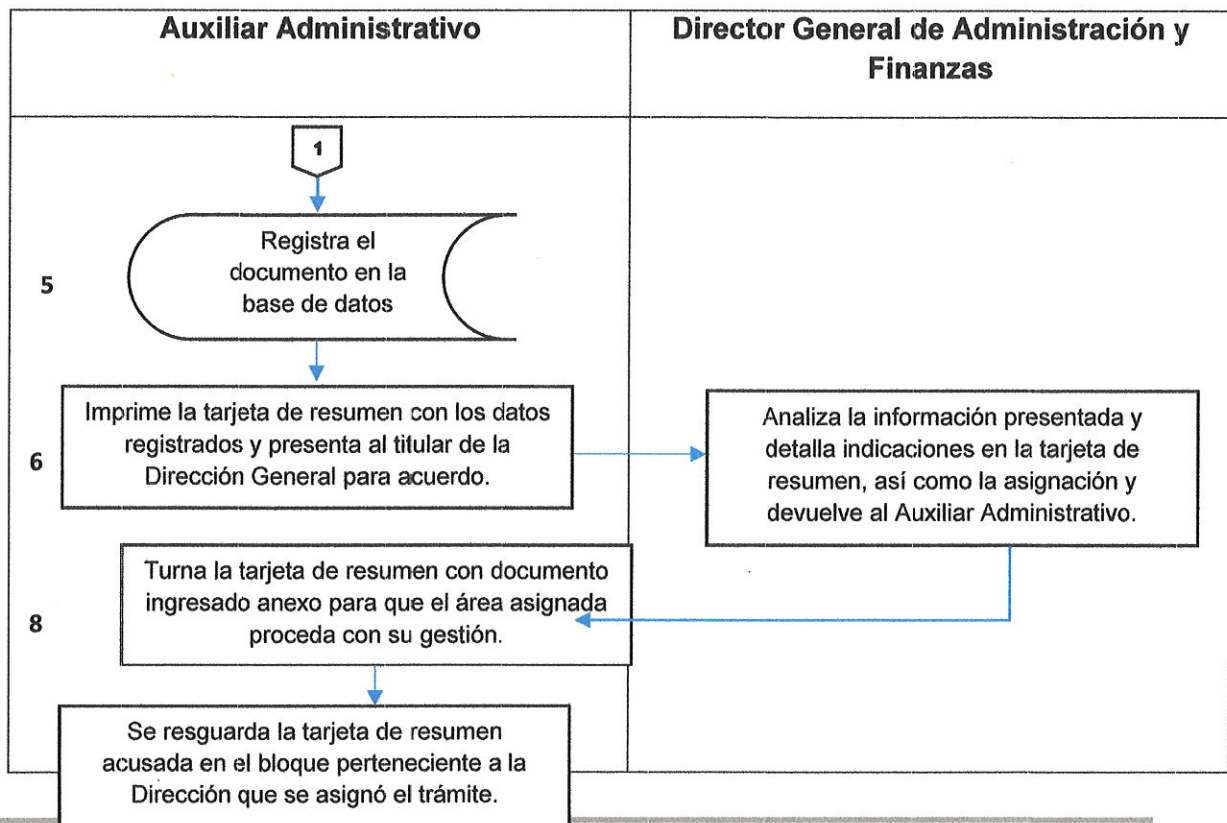 Auxiliar Administrativo
Director General de Administración y
Finanzas
1
5
Registra el
documento en la
base de datos
6
Imprime la tarjeta de resumen con los datos
registrados y presenta al titular de la
Dirección General para acuerdo.
Analiza la información presentada y
detalla indicaciones en la tarjeta de
resumen, así como la asignación y
devuelve al Auxiliar Administrativo.
8
Turna la tarjeta de resumen con documento
ingresado anexo para que el área asignada
proceda con su gestión.
Se resguarda la tarjeta de resumen
acusada en el bloque perteneciente a la
Dirección que se asignó el trámite.